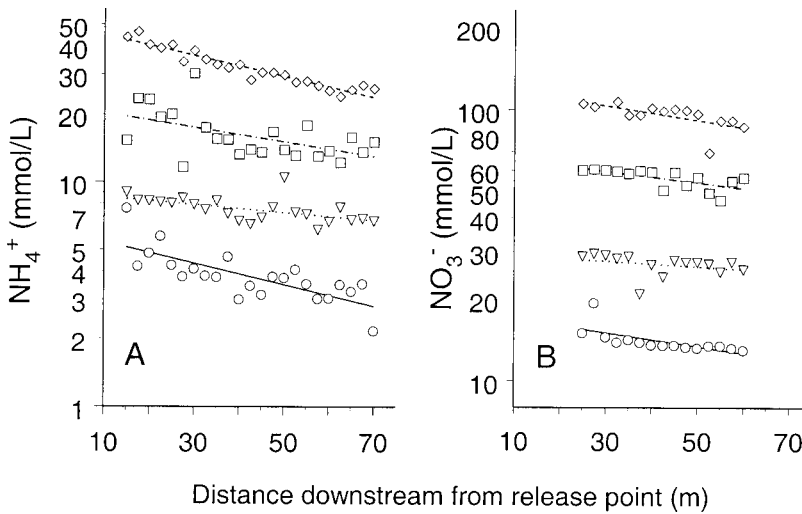 50
40
30
20
10
7
5
4
3
2
1
NH₄⁺ (mmol/L)
A
10 30 50 70
200
100
80
60
50
30
20
10
NO₃⁻ (mmol/L)
B
10 30 50 70
Distance downstream from release point (m)